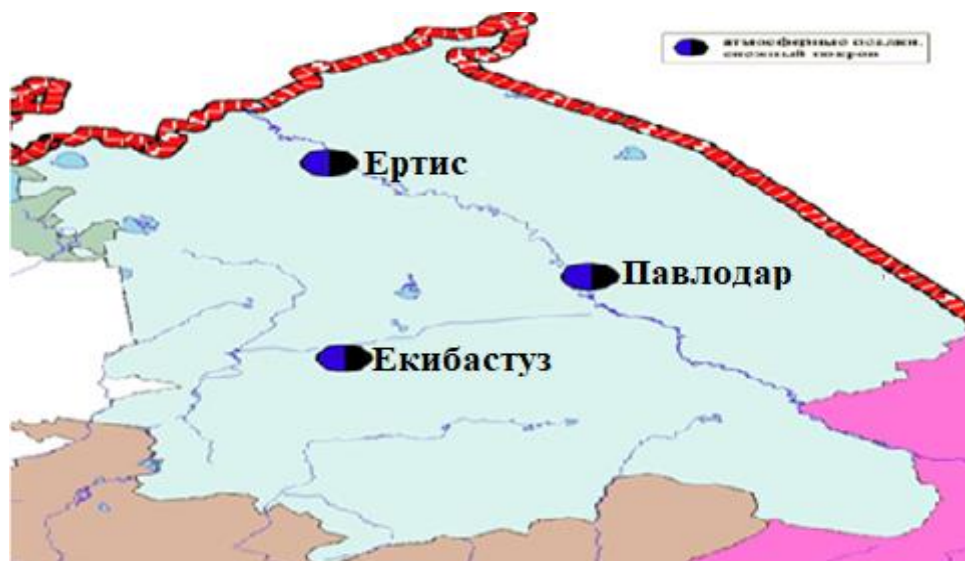 атмосферные осадки,
снежный покров
Ертис
Павлодар
Екибастуз